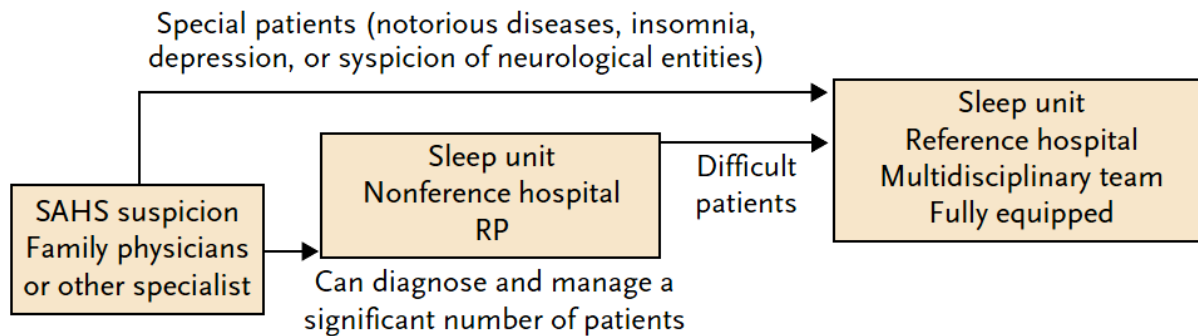 Special patients (notorious diseases, insomnia,
depression, or syspicion of neurological entities)
SAHS suspicion
Family physicians
or other specialist
Sleep unit
Nonference hospital
RP
Can diagnose and manage a
significant number of patients
Difficult
patients
Sleep unit
Reference hospital
Multidisciplinary team
Fully equipped